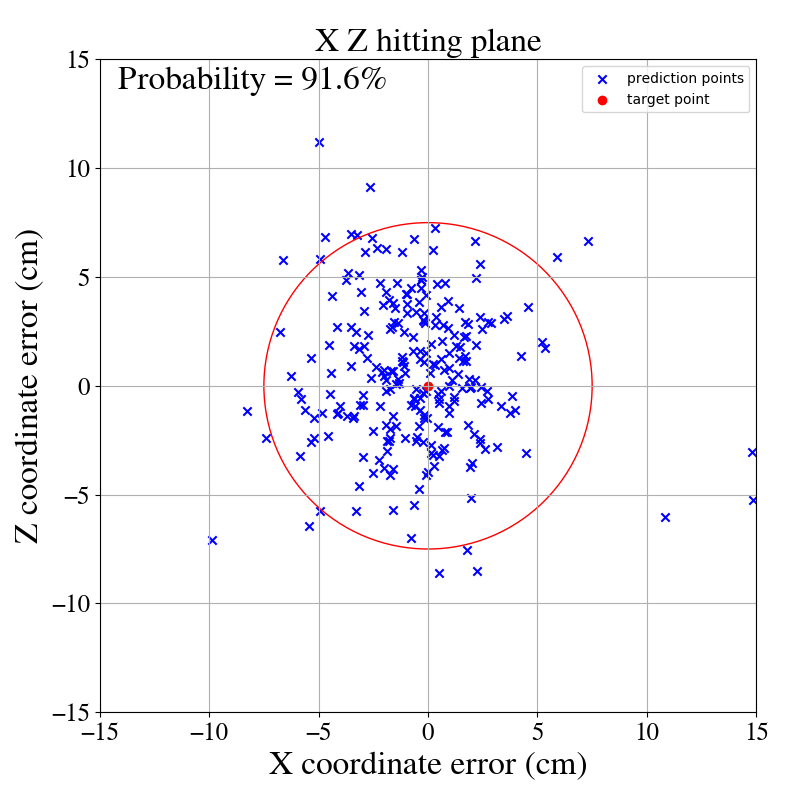 X Z hitting plane
Probability = 91.6%
prediction points
target point
15
10
5
0
−5
−10
−15
−15
−10
−5
0
5
10
15
Z coordinate error (cm)
X coordinate error (cm)